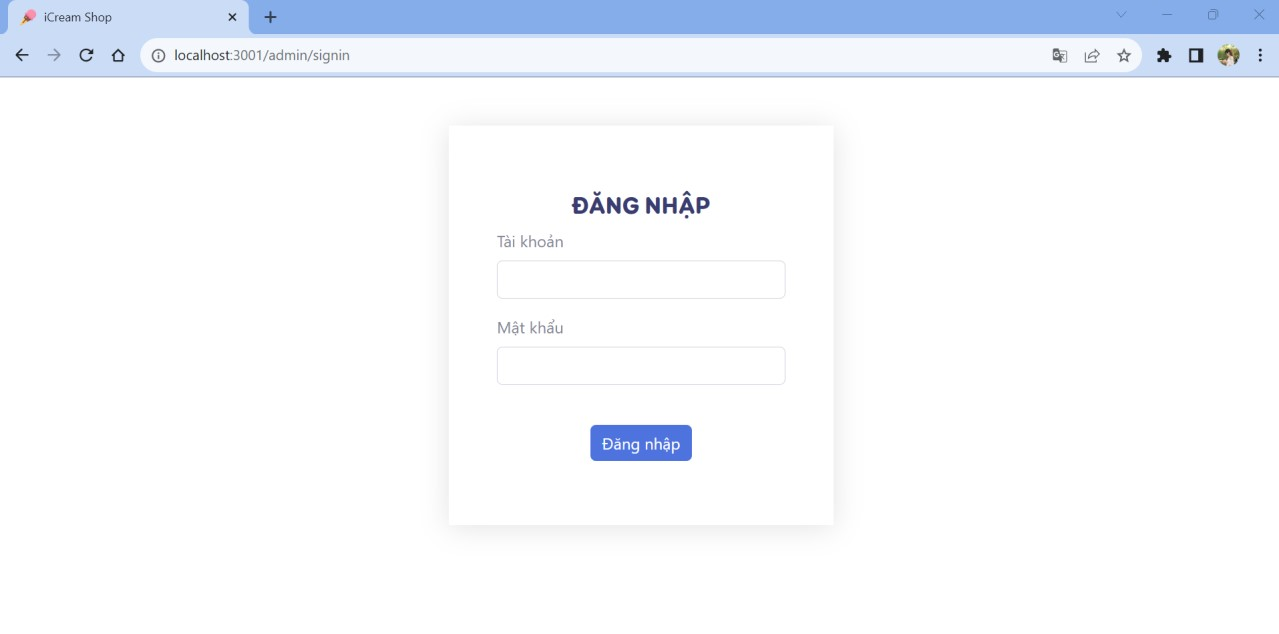 iCream Shop
localhost:3001/admin/signin
ĐĂNG NHẬP
Tài khoản
Mật khẩu
Đăng nhập